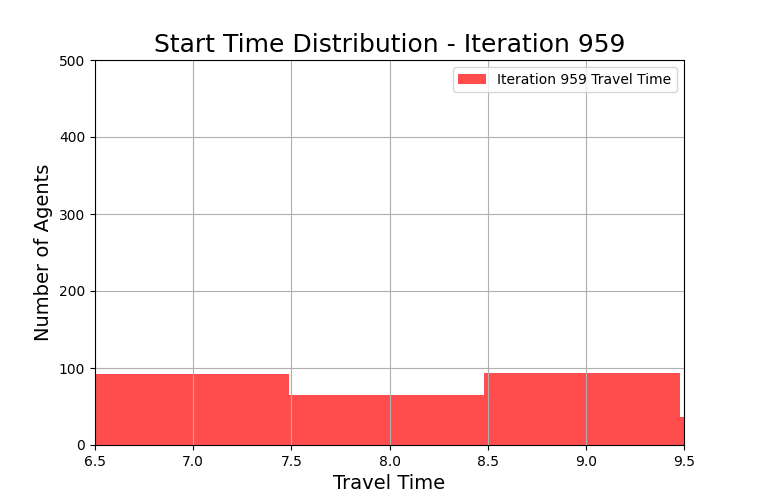 Start Time Distribution - Iteration 959
Iteration 959 Travel Time
500
400
300
200
100
0
Number of Agents
6.5 7.0 7.5 8.0 8.5 9.0 9.5
Travel Time